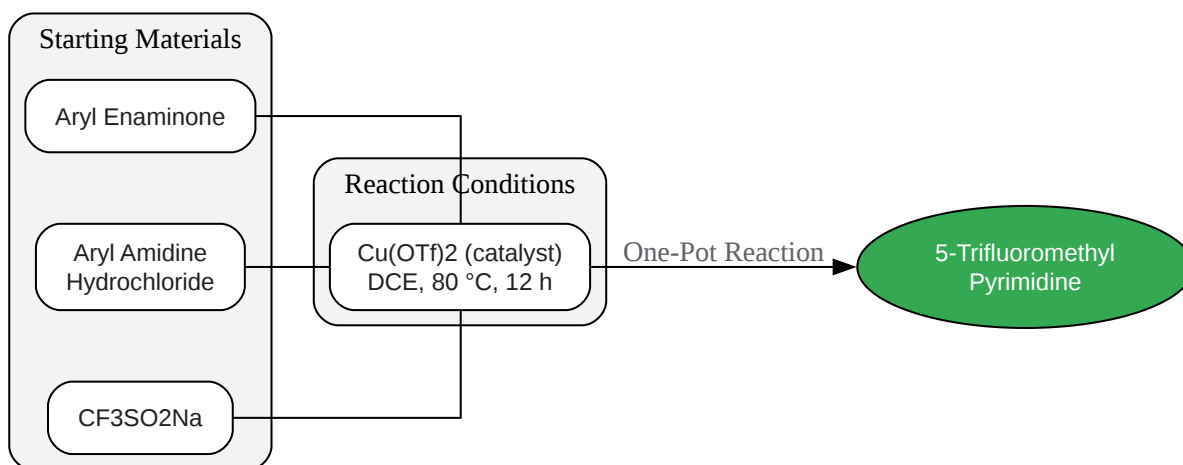 Starting Materials
Aryl Enaminone
Aryl Amidine
Hydrochloride
CF3SO2Na
Reaction Conditions
Cu(OTf)2 (catalyst)
DCE, 80 °C, 12 h
One-Pot Reaction
5-Trifluoromethyl
Pyrimidine